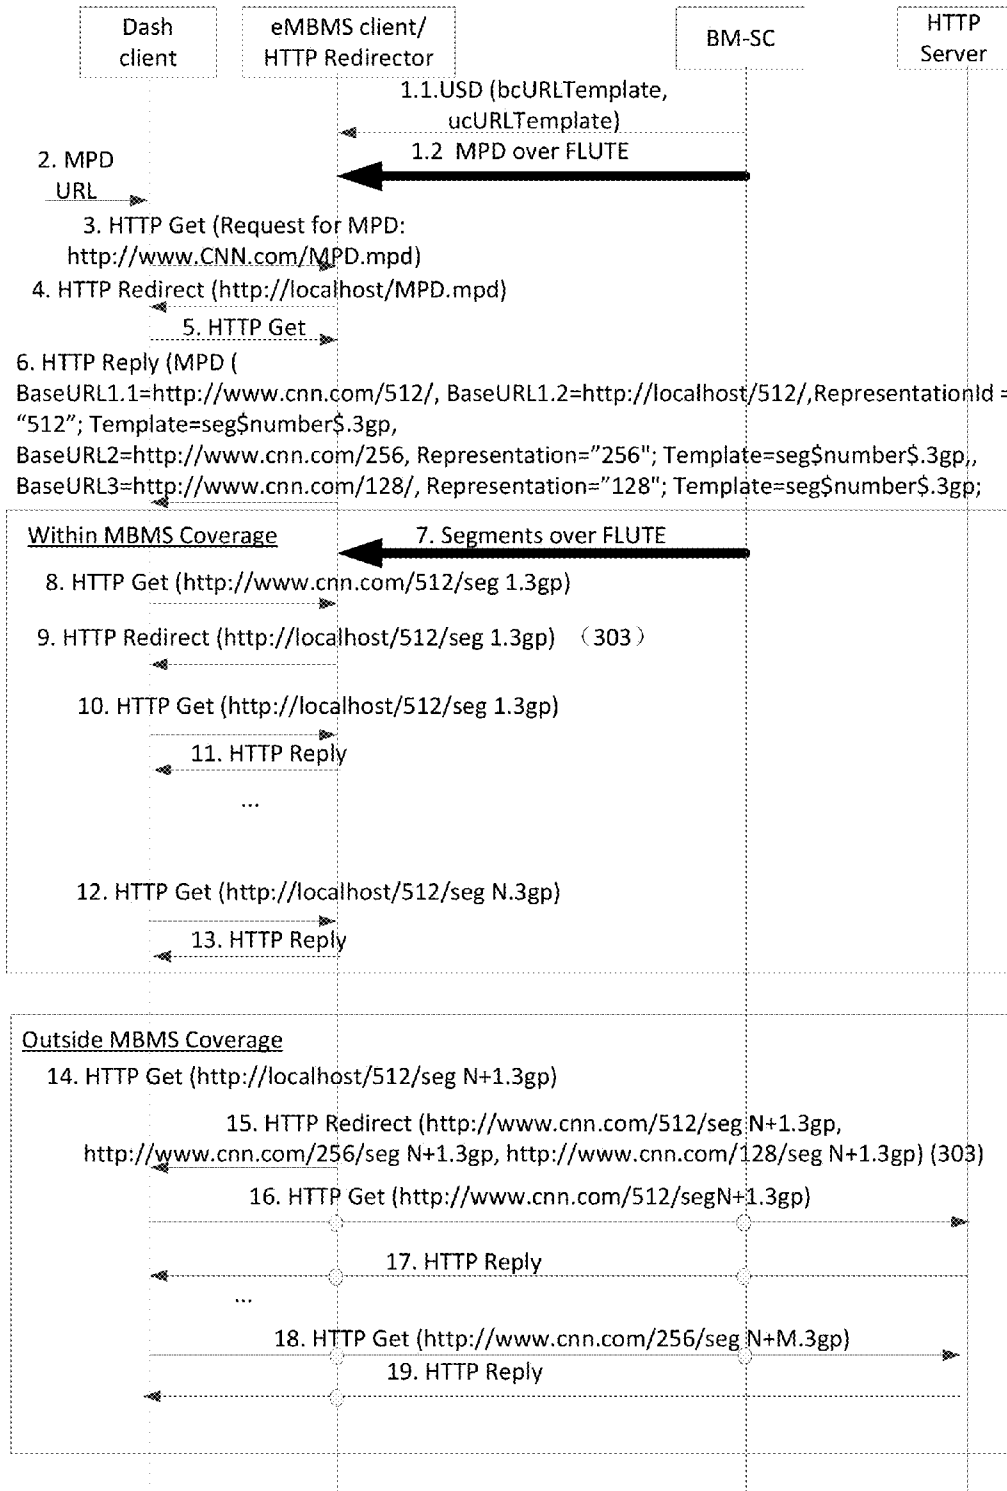 Dash
client
eMBMS client/
HTTP Redirector
BM-SC
HTTP
Server
1.1.USD (bcURLTemplate,
ucURLTemplate)
1.2 MPD over FLUTE
2. MPD
URL
3. HTTP Get (Request for MPD:
http://www.CNN.com/MPD.mpd)
4. HTTP Redirect (http://localhost/MPD.mpd)
5. HTTP Get
6. HTTP Reply (MPD (
BaseURL1.1=http://www.cnn.com/512/, BaseURL1.2=http://localhost/512/,RepresentationId =
“512”; Template=seg$number$.3gp,
BaseURL2=http://www.cnn.com/256, Representation=”256"; Template=seg$number$.3gp,,
BaseURL3=http://www.cnn.com/128/, Representation=”128"; Template=seg$number$.3gp;
Within MBMS Coverage
7. Segments over FLUTE
8. HTTP Get (http://www.cnn.com/512/seg 1.3gp)
9. HTTP Redirect (http://localhost/512/seg 1.3gp) （303）
10. HTTP Get (http://localhost/512/seg 1.3gp)
11. HTTP Reply
...
12. HTTP Get (http://localhost/512/seg N.3gp)
13. HTTP Reply
Outside MBMS Coverage
14. HTTP Get (http://localhost/512/seg N+1.3gp)
15. HTTP Redirect (http://www.cnn.com/512/seg N+1.3gp,
http://www.cnn.com/256/seg N+1.3gp, http://www.cnn.com/128/seg N+1.3gp) (303)
16. HTTP Get (http://www.cnn.com/512/segN+1.3gp)
17. HTTP Reply
...
18. HTTP Get (http://www.cnn.com/256/seg N+M.3gp)
19. HTTP Reply